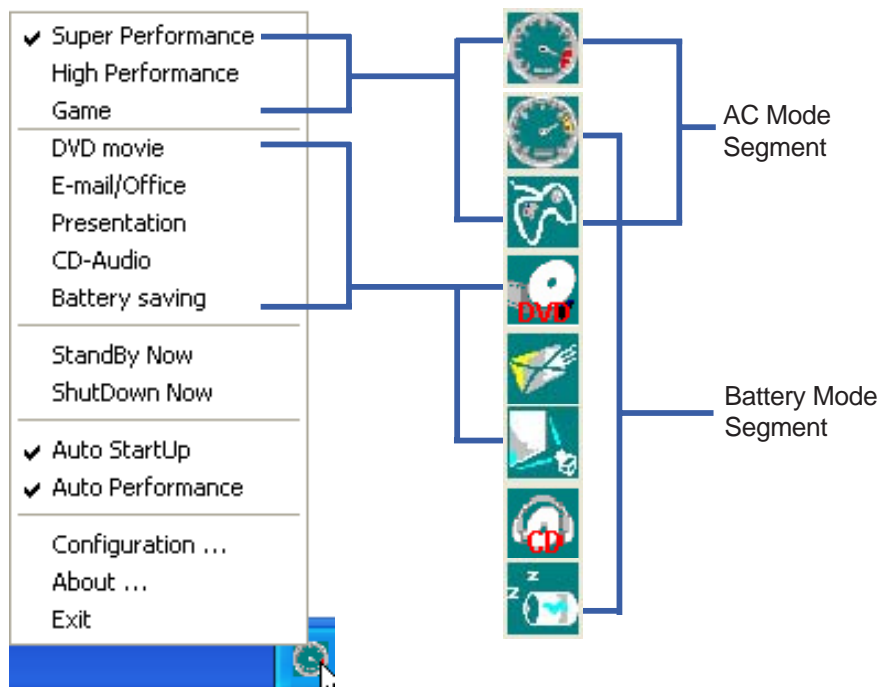 Super Performance
High Performance
Game
DVD movie
E-mail/Office
Presentation
CD-Audio
Battery saving
StandBy Now
ShutDown Now
Auto StartUp
Auto Performance
Configuration ...
About ...
Exit
DVD
CD
z
z
AC Mode
Segment
Battery Mode
Segment